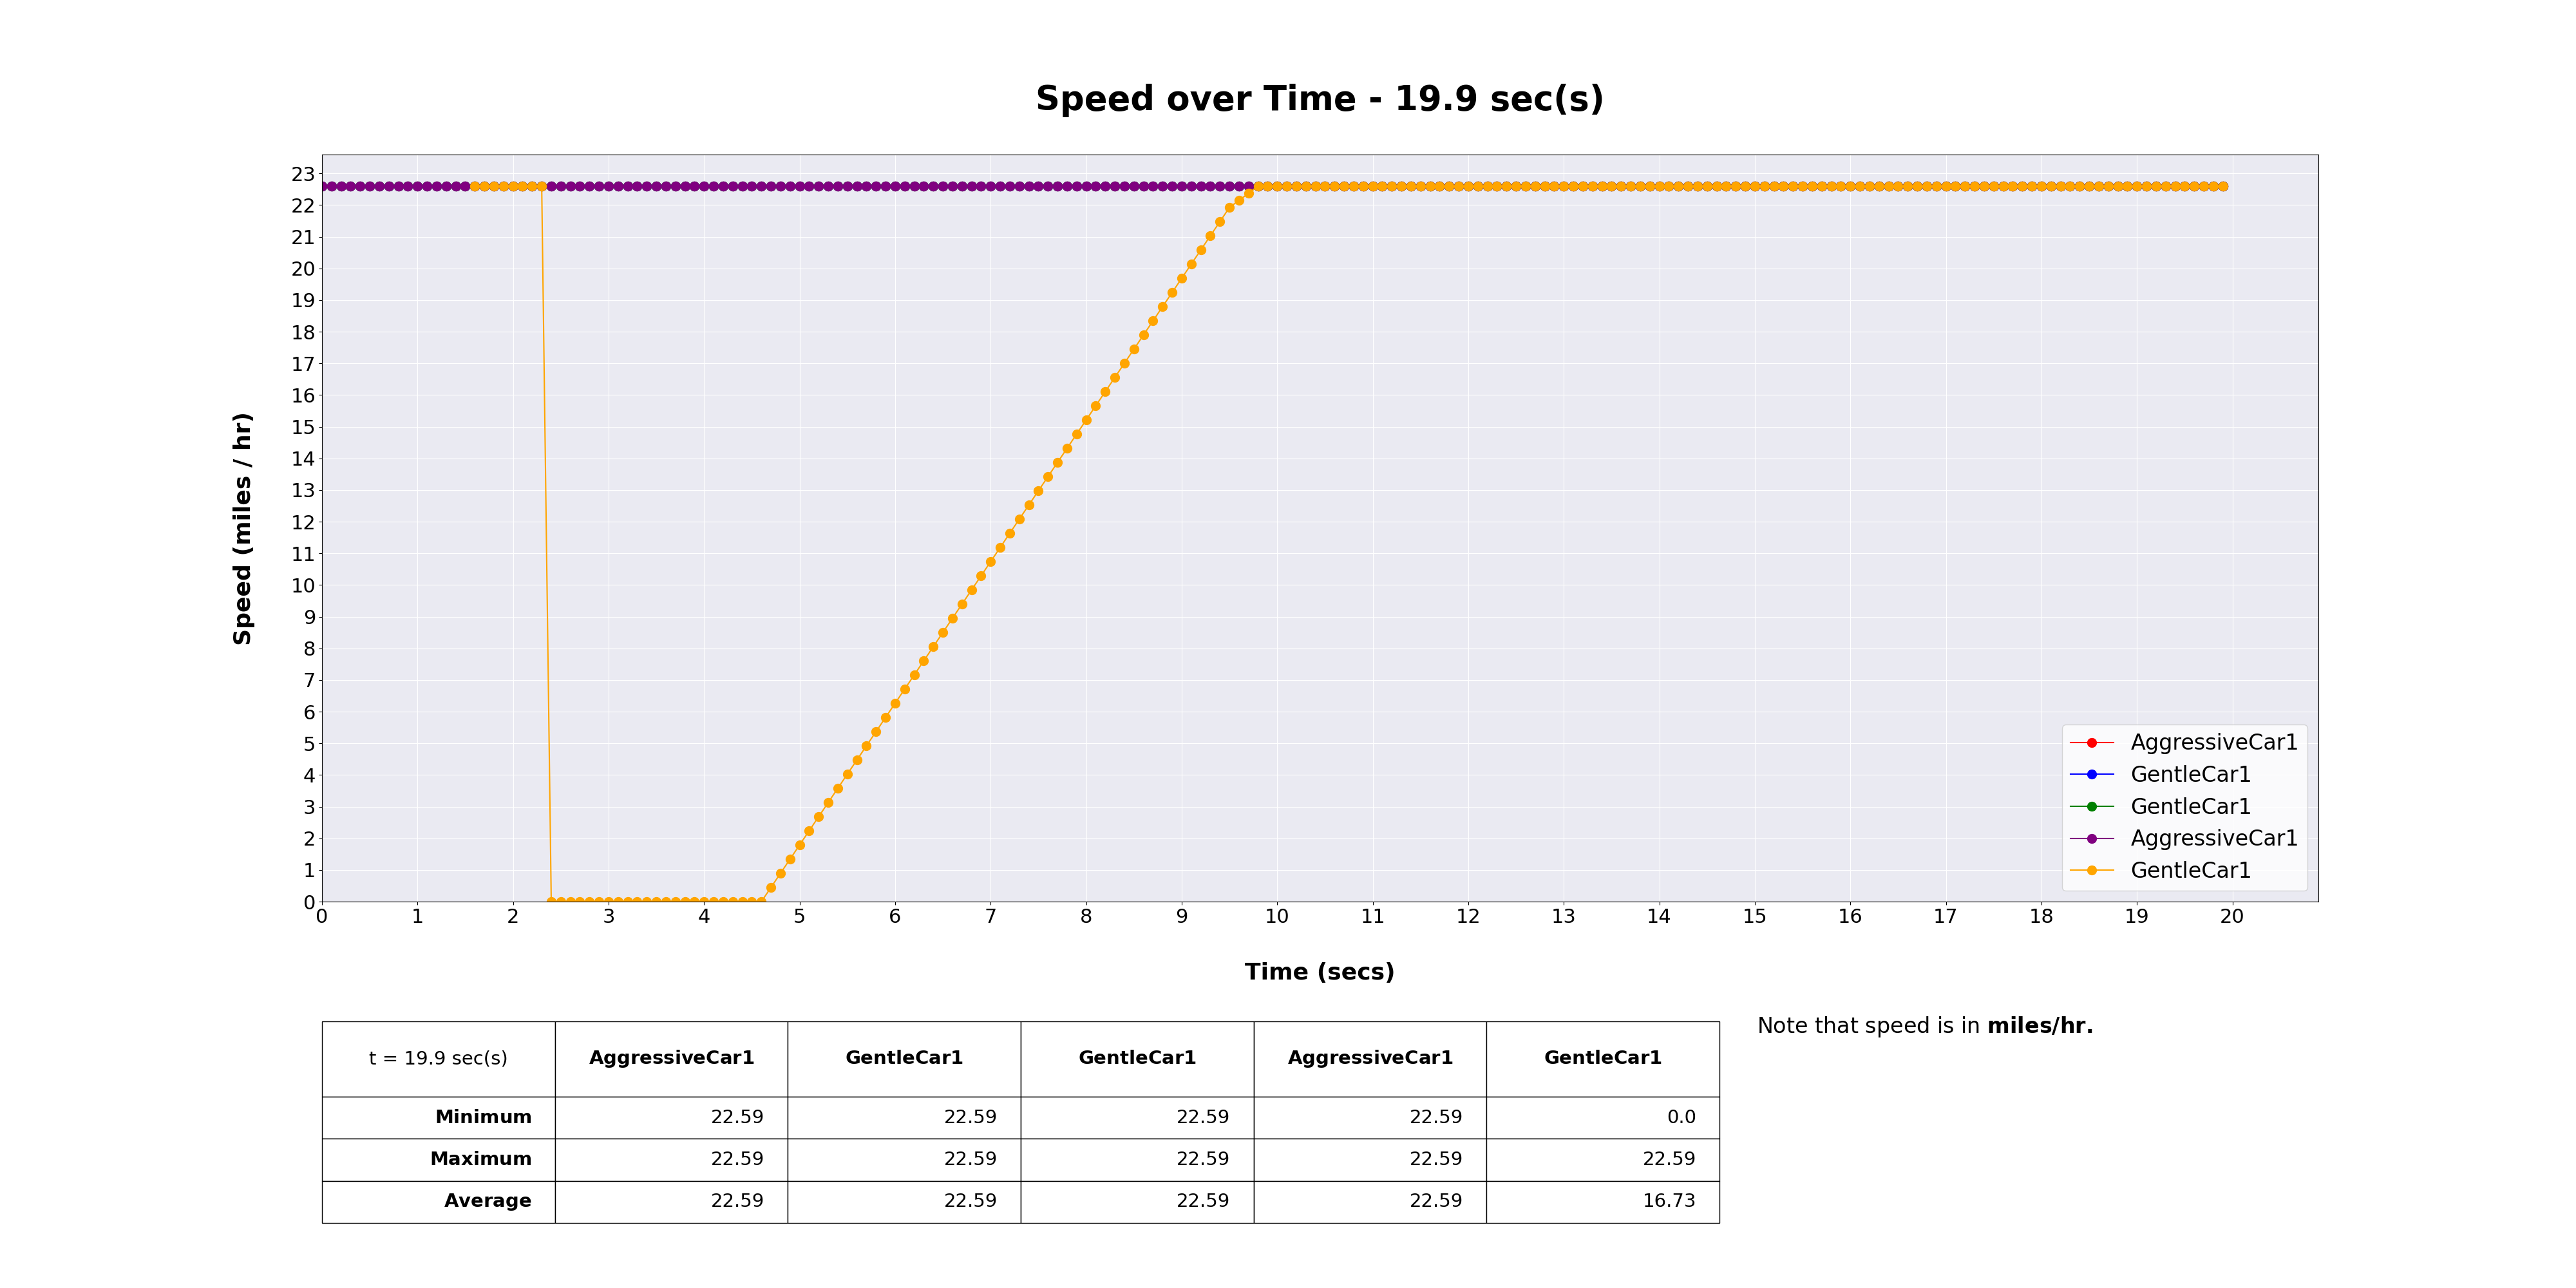 Speed over Time - 19.9 sec(s)
Speed (miles / hr)
23
22
21
20
19
18
17
16
15
14
13
12
11
10
9
8
7
6
5
4
3
2
1
0
AggressiveCar1
GentleCar1
GentleCar1
AggressiveCar1
GentleCar1
0 1 2 3 4 5 6 7 8 9 10 11 12 13 14 15 16 17 18 19 20
Time (secs)
Note that speed is in miles/hr.
t = 19.9 sec(s) AggressiveCar1 GentleCar1 GentleCar1 AggressiveCar1 GentleCar1
Minimum 22.59 22.59 22.59 22.59 0.0
Maximum 22.59 22.59 22.59 22.59 22.59
Average 22.59 22.59 22.59 22.59 16.73